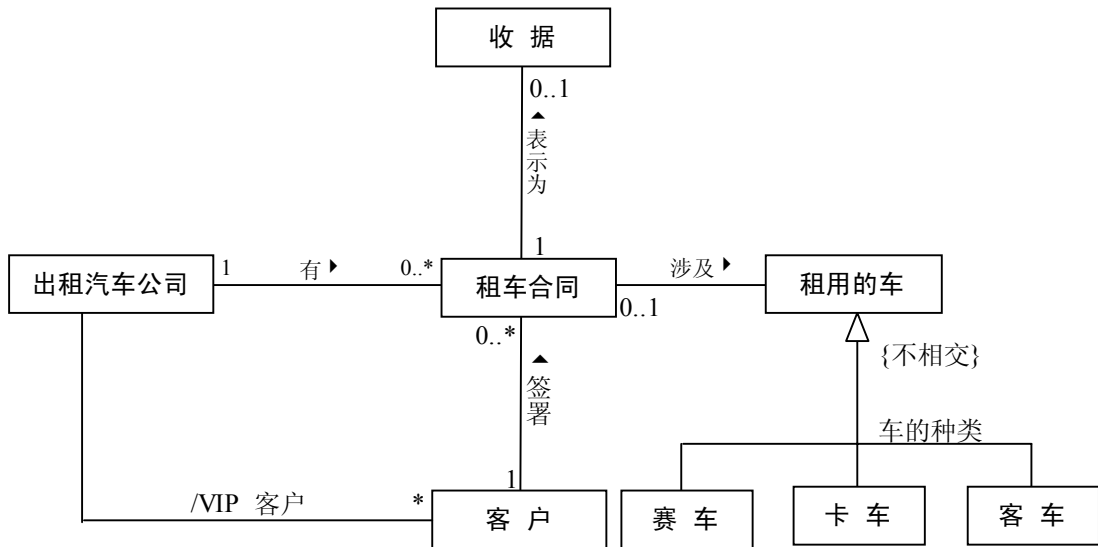 收 据
0..1
▲
表示为
1
出租汽车公司
1
有 ▶
0..*
租车合同
涉及 ▶
0..1
租用的车
0..*
▲
签署
{不相交}
车的种类
1
/VIP 客户
*
客 户
赛 车
卡 车
客 车